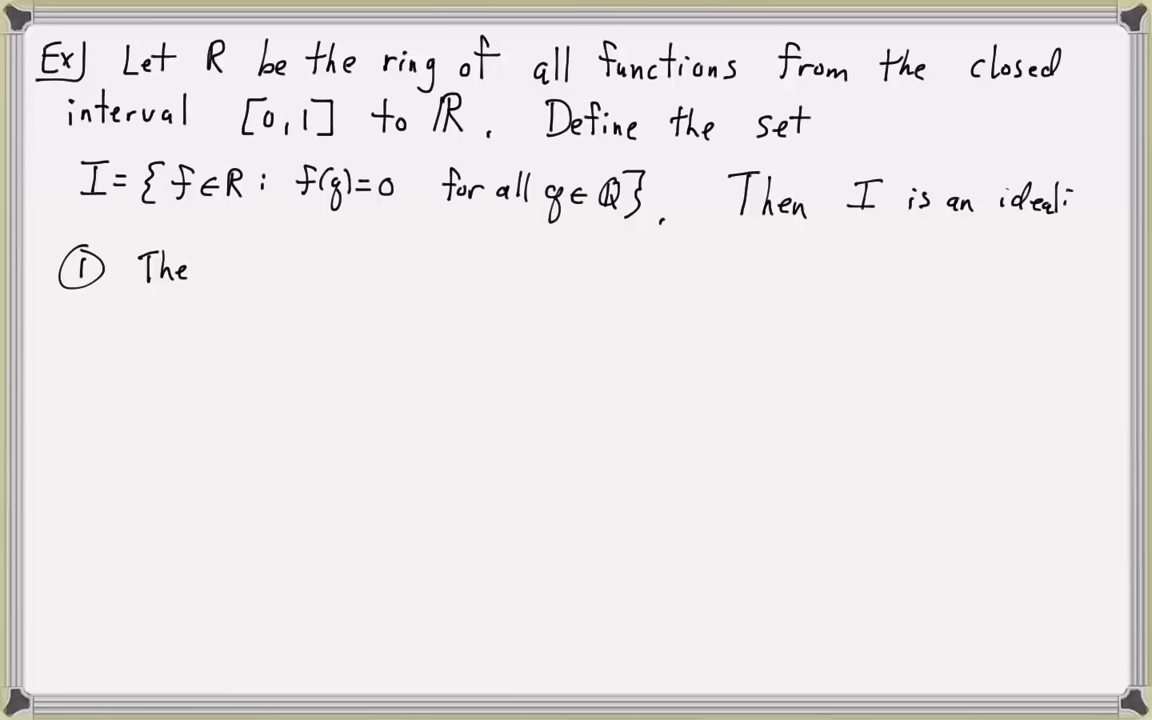 Ex] Let R be the ring of all functions from the closed
interval [0,1] to ℝ. Define the set
I = {f∈R : f(q)=0 for all q∈ℚ}. Then I is an ideal:
① The